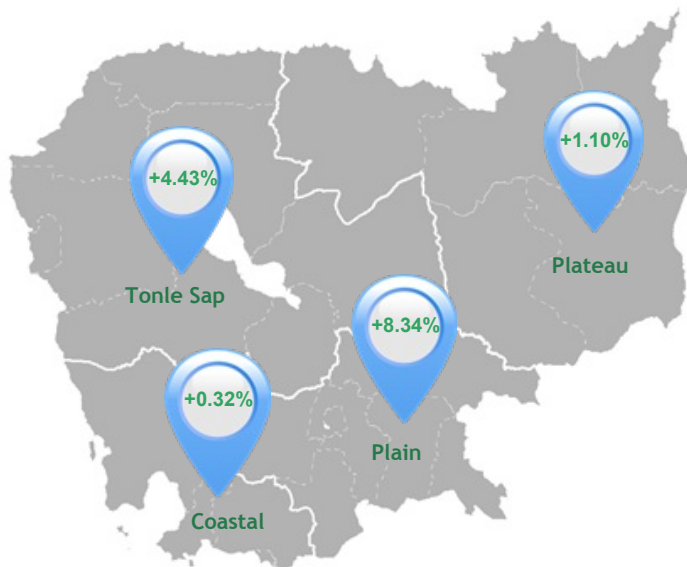 +1.10%
Plateau
+4.43%
Tonle Sap
+8.34%
Plain
+0.32%
Coastal